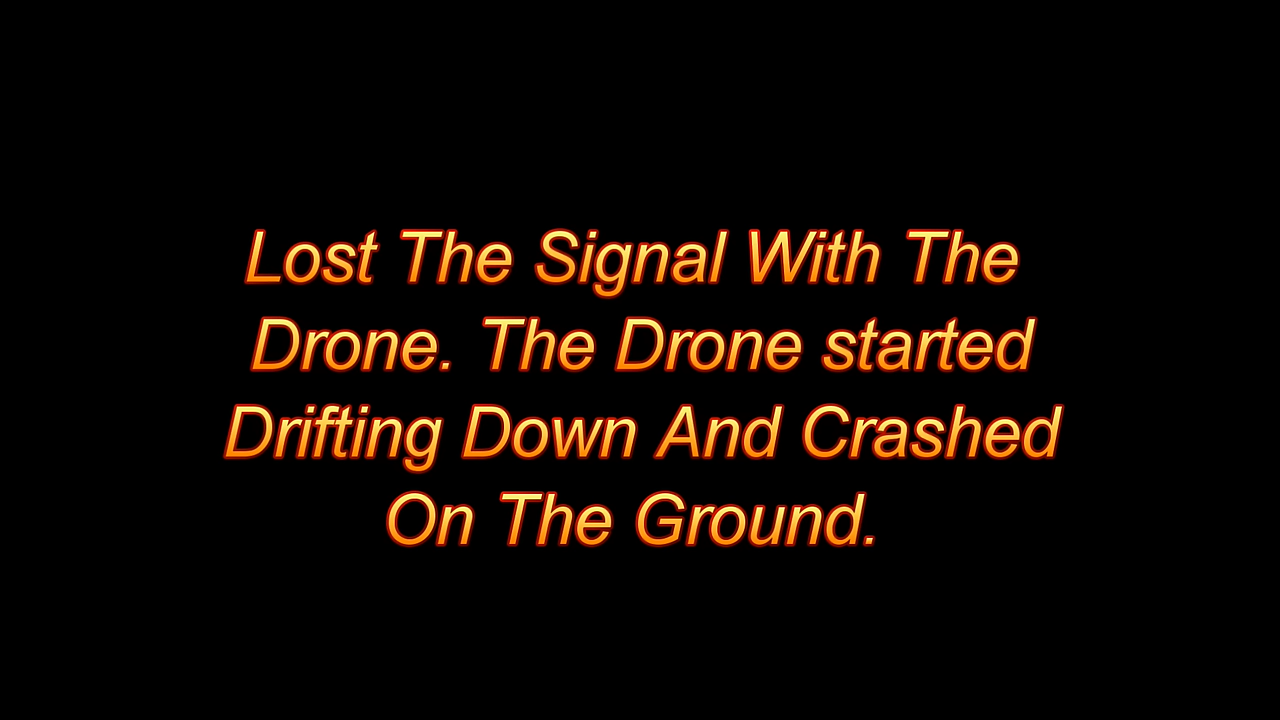 Lost The Signal With The
Drone. The Drone started
Drifting Down And Crashed
On The Ground.